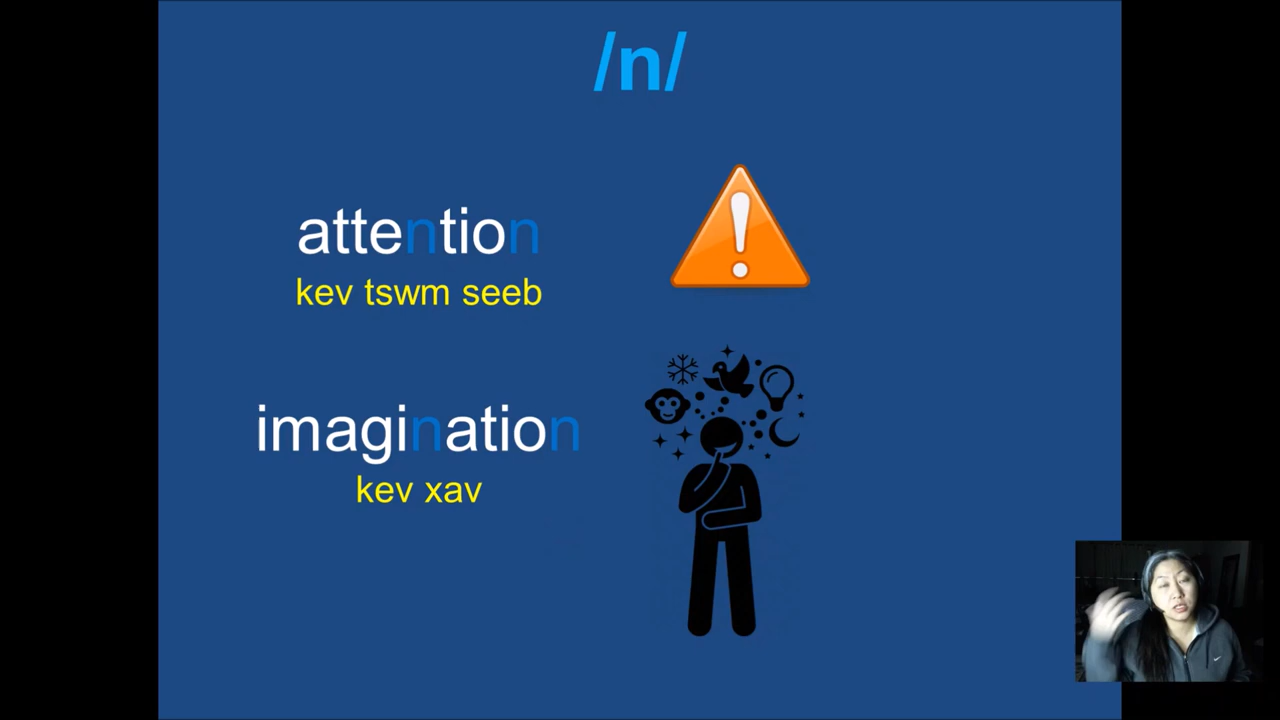 /n/
attention
kev tswm seeb
imagination
kev xav